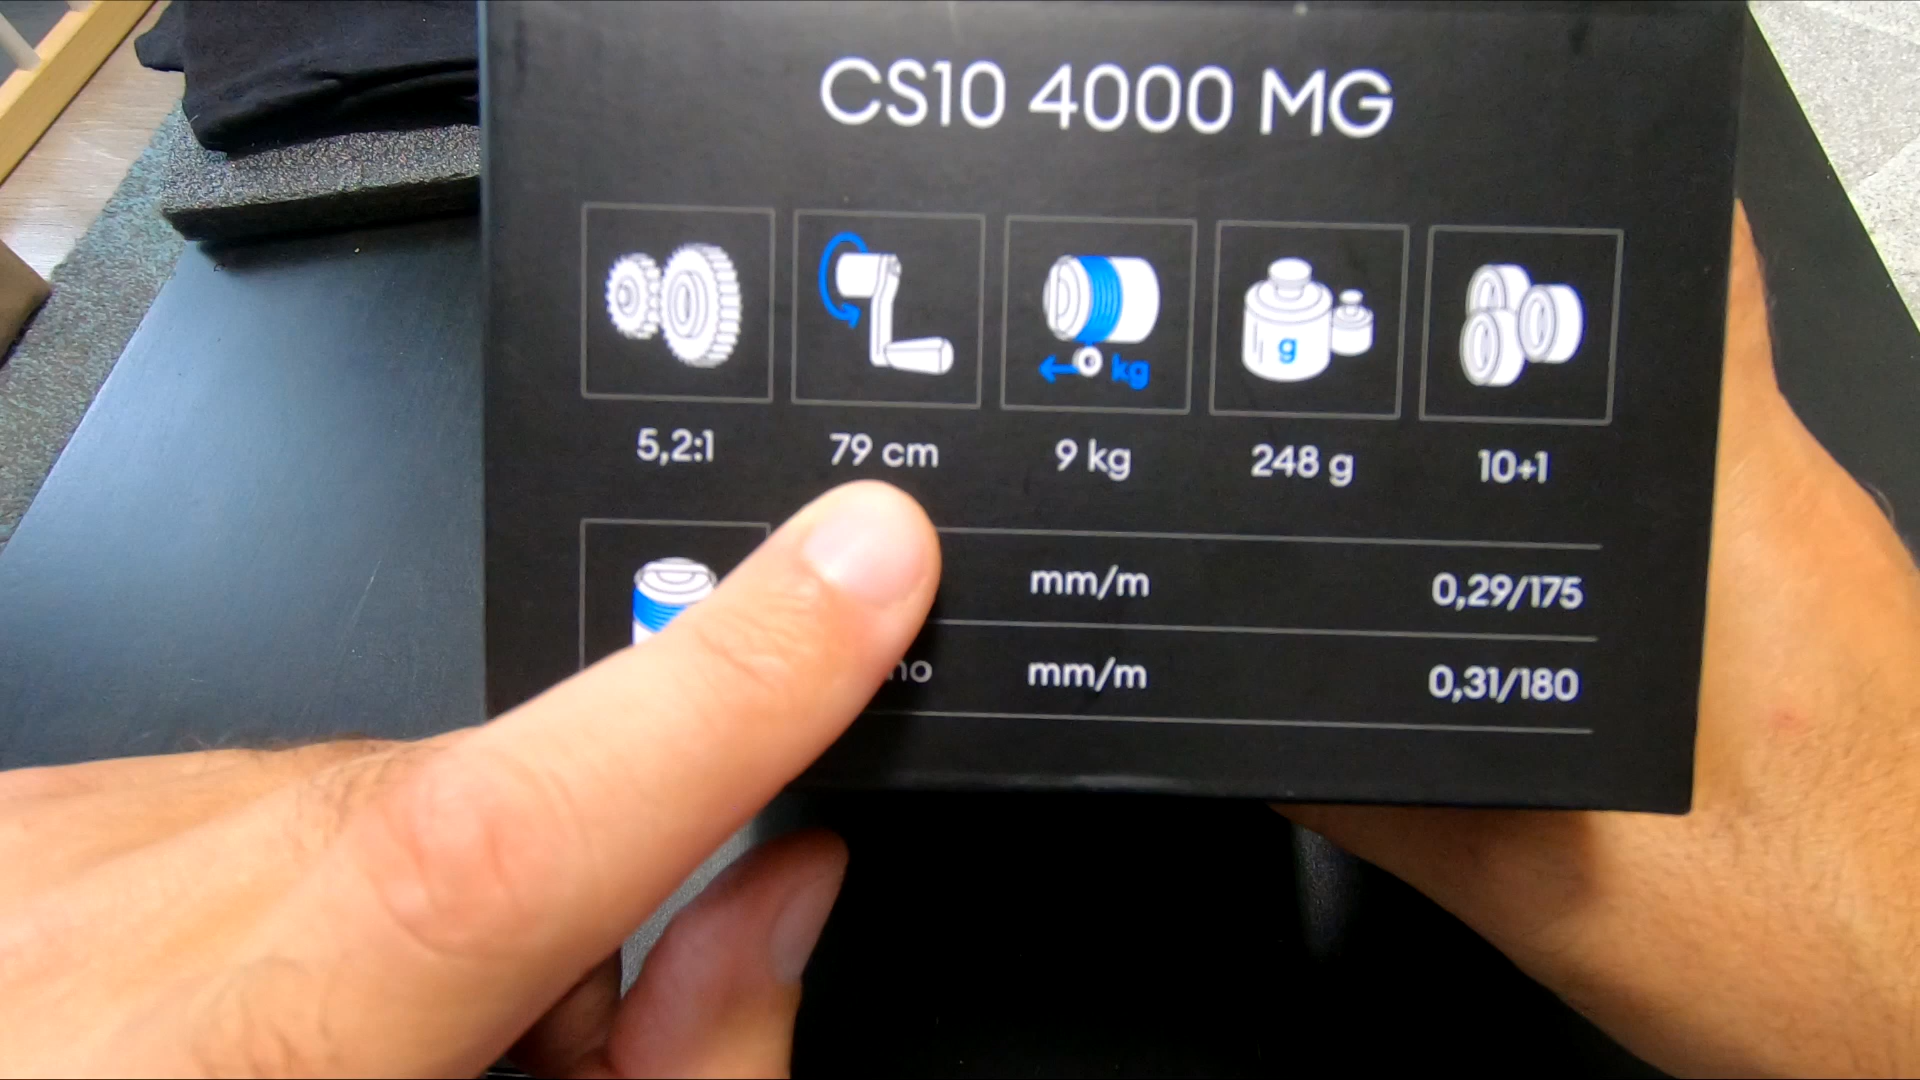 CS10 4000 MG
kg
g
5,2:1 79 cm 9 kg 248 g 10+1
mm/m 0,29/175
mm/m 0,31/180